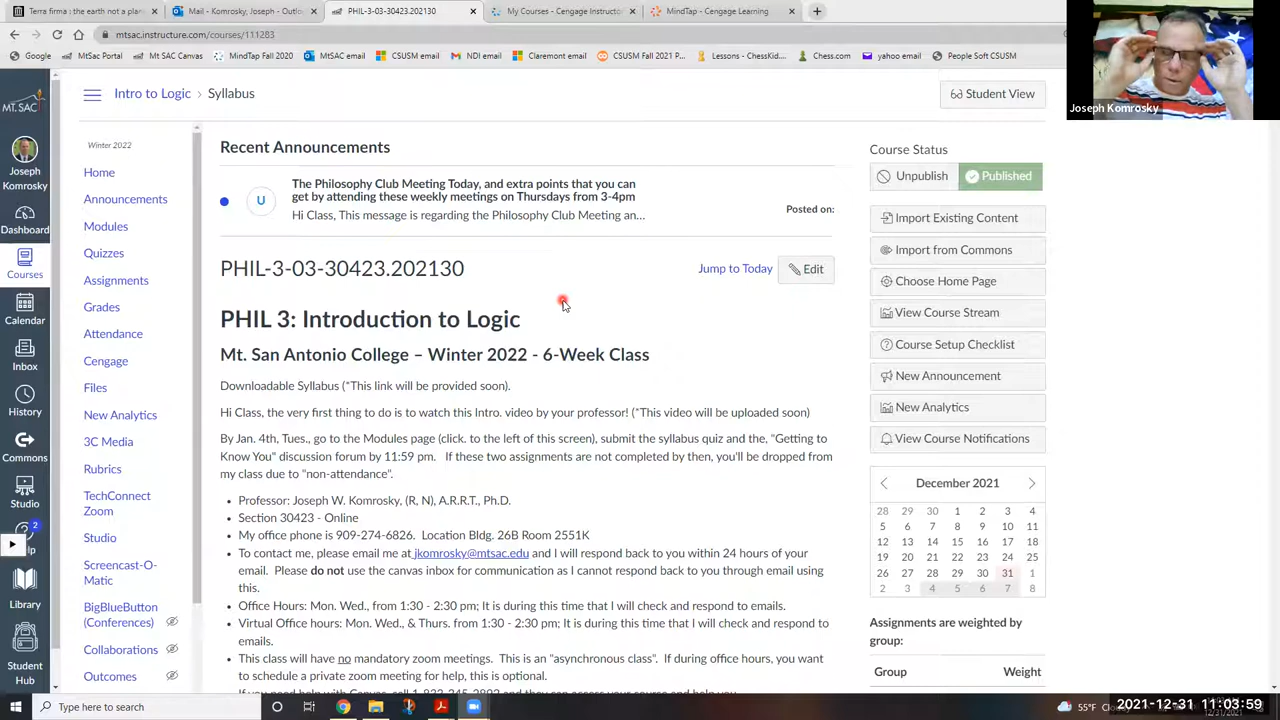 Terra firma : the earth not a plan
Mail - Komrosky, Joseph - Outlo
PHIL-3-03-30423.202130
My Courses - Cengage Instructor
MindTap - Cengage Learning
mtsac.instructure.com/courses/111283
Google
MtSac Portal
Mt SAC Canvas
MindTap Fall 2020
MtSAC email
CSUSM email
NDI email
Claremont email
CSUM Fall 2021 P...
Lessons - ChessKid....
Chess.com
yahoo email
People Soft CSUSM
Joseph Komrosky
MT. SAC
Joseph Komrosky
Dashboard
Courses
Calendar
Inbox
History
Commons
Studio
2
Library
Student Hub
Intro to Logic › Syllabus
Student View
Winter 2022
Home
Announcements
Modules
Quizzes
Assignments
Grades
Attendance
Cengage
Files
New Analytics
3C Media
Rubrics
TechConnect
Zoom
Studio
Screencast-O-
Matic
BigBlueButton
(Conferences)
Collaborations
Outcomes
Recent Announcements
U
The Philosophy Club Meeting Today, and extra points that you can
get by attending these weekly meetings on Thursdays from 3-4pm
Hi Class, This message is regarding the Philosophy Club Meeting an...
Posted on:
PHIL-3-03-30423.202130
Jump to Today
Edit
PHIL 3: Introduction to Logic
Mt. San Antonio College – Winter 2022 - 6-Week Class
Downloadable Syllabus (*This link will be provided soon).
Hi Class, the very first thing to do is to watch this Intro. video by your professor! (*This video will be uploaded soon)
By Jan. 4th, Tues., go to the Modules page (click. to the left of this screen), submit the syllabus quiz and the, "Getting to
Know You" discussion forum by 11:59 pm. If these two assignments are not completed by then, you'll be dropped from
my class due to "non-attendance".
Professor: Joseph W. Komrosky, (R, N), A.R.R.T., Ph.D.
Section 30423 - Online
My office phone is 909-274-6826. Location Bldg. 26B Room 2551K
To contact me, please email me at jkomrosky@mtsac.edu and I will respond back to you within 24 hours of your
email. Please do not use the canvas inbox for communication as I cannot respond back to you through email using
this.
Office Hours: Mon. Wed., from 1:30 - 2:30 pm; It is during this time that I will check and respond to emails.
Virtual Office hours: Mon. Wed., & Thurs. from 1:30 - 2:30 pm; It is during this time that I will check and respond to
emails.
This class will have no mandatory zoom meetings. This is an "asynchronous class". If during office hours, you want
to schedule a private zoom meeting for help, this is optional.
Course Status
Unpublish
Published
Import Existing Content
Import from Commons
Choose Home Page
View Course Stream
Course Setup Checklist
New Announcement
New Analytics
View Course Notifications
December 2021
28 29 30 1 2 3 4
5 6 7 8 9 10 11
12 13 14 15 16 17 18
19 20 21 22 23 24 25
26 27 28 29 30 31 1
2 3 4 5 6 7 8
Assignments are weighted by
group:
Group Weight
Type here to search
55°F
2021-12-31 11:03:59